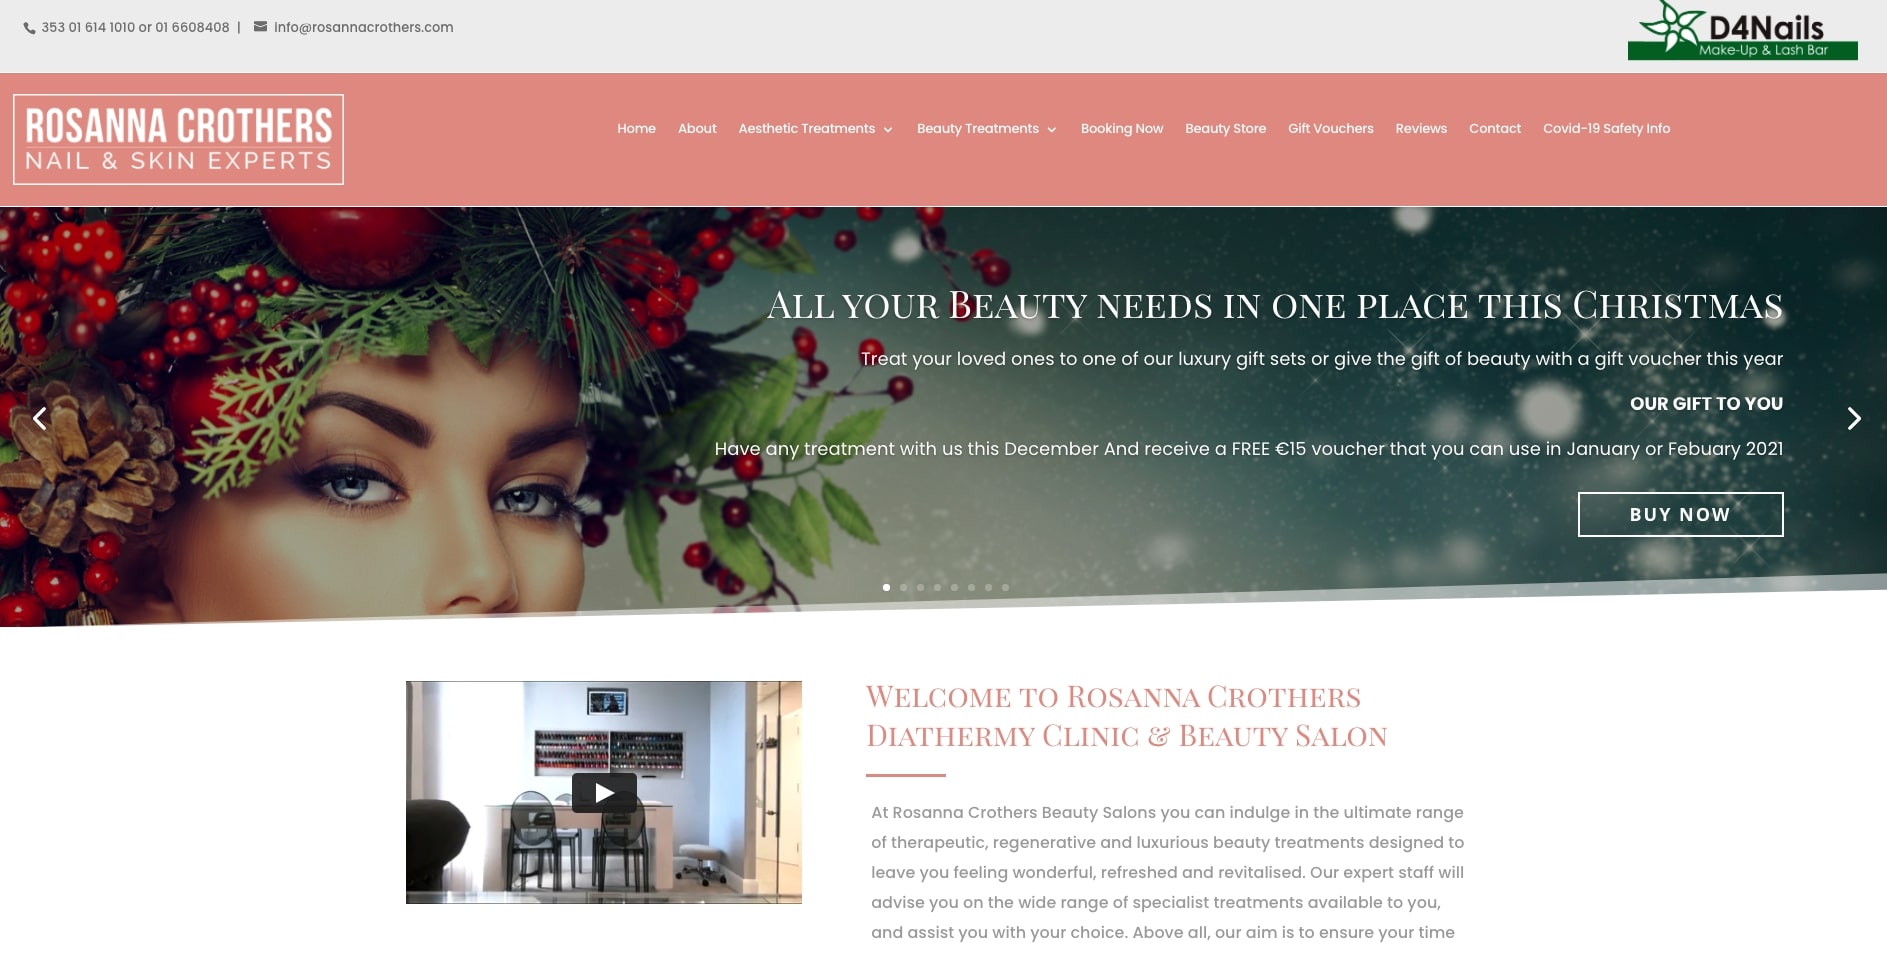 353 01 614 1010 or 01 6608408 | info@rosannacrothers.com
D4Nails
Make-Up & Lash Bar
ROSANNA CROTHERS
NAIL & SKIN EXPERTS
Home About Aesthetic Treatments Beauty Treatments Booking Now Beauty Store Gift Vouchers Reviews Contact Covid-19 Safety Info
All your Beauty needs in one place this Christmas
Treat your loved ones to one of our luxury gift sets or give the gift of beauty with a gift voucher this year
OUR GIFT TO YOU
Have any treatment with us this December And receive a FREE €15 voucher that you can use in January or Febuary 2021
BUY NOW
Welcome to Rosanna Crothers
Diathermy Clinic & Beauty Salon
At Rosanna Crothers Beauty Salons you can indulge in the ultimate range
of therapeutic, regenerative and luxurious beauty treatments designed to
leave you feeling wonderful, refreshed and revitalised. Our expert staff will
advise you on the wide range of specialist treatments available to you,
and assist you with your choice. Above all, our aim is to ensure your time